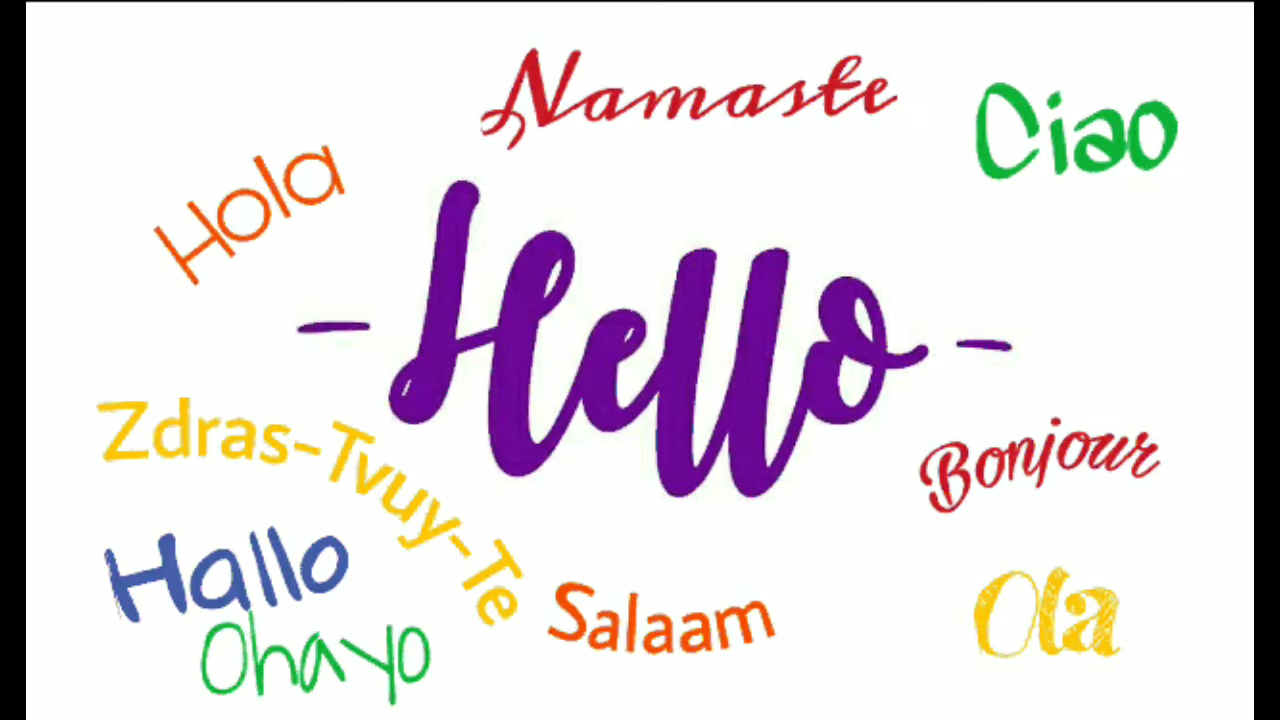 Namaste
Ciao
Hola
- Hello -
Zdras-Tvuy-Te
Bonjour
Hallo
Salaam
Ola
Ohayo